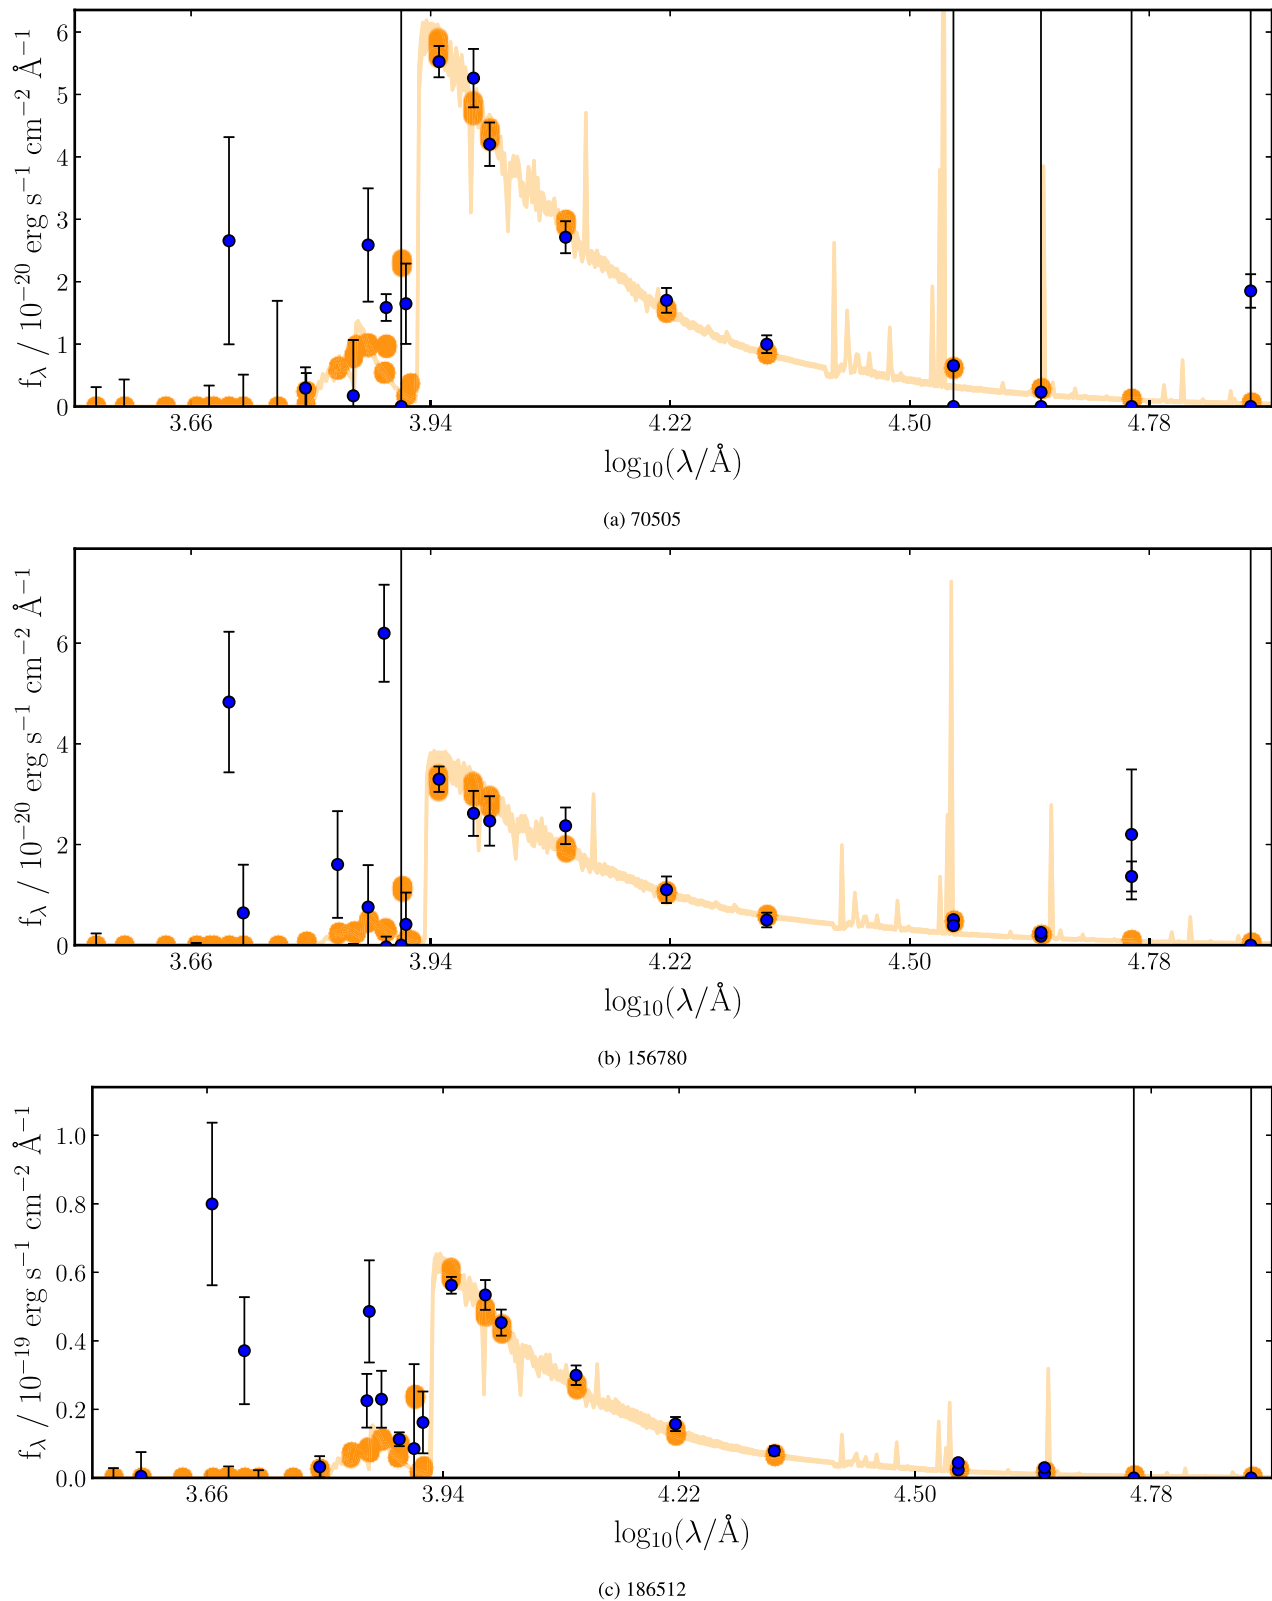 6
5
4
3
2
1
0
3.66 3.94 4.22 4.50 4.78
f_λ / 10⁻²⁰ erg s⁻¹ cm⁻² Å⁻¹
log₁₀(λ/Å)
(a) 70505
6
4
2
0
3.66 3.94 4.22 4.50 4.78
f_λ / 10⁻²⁰ erg s⁻¹ cm⁻² Å⁻¹
log₁₀(λ/Å)
(b) 156780
1.0
0.8
0.6
0.4
0.2
0.0
3.66 3.94 4.22 4.50 4.78
f_λ / 10⁻¹⁹ erg s⁻¹ cm⁻² Å⁻¹
log₁₀(λ/Å)
(c) 186512